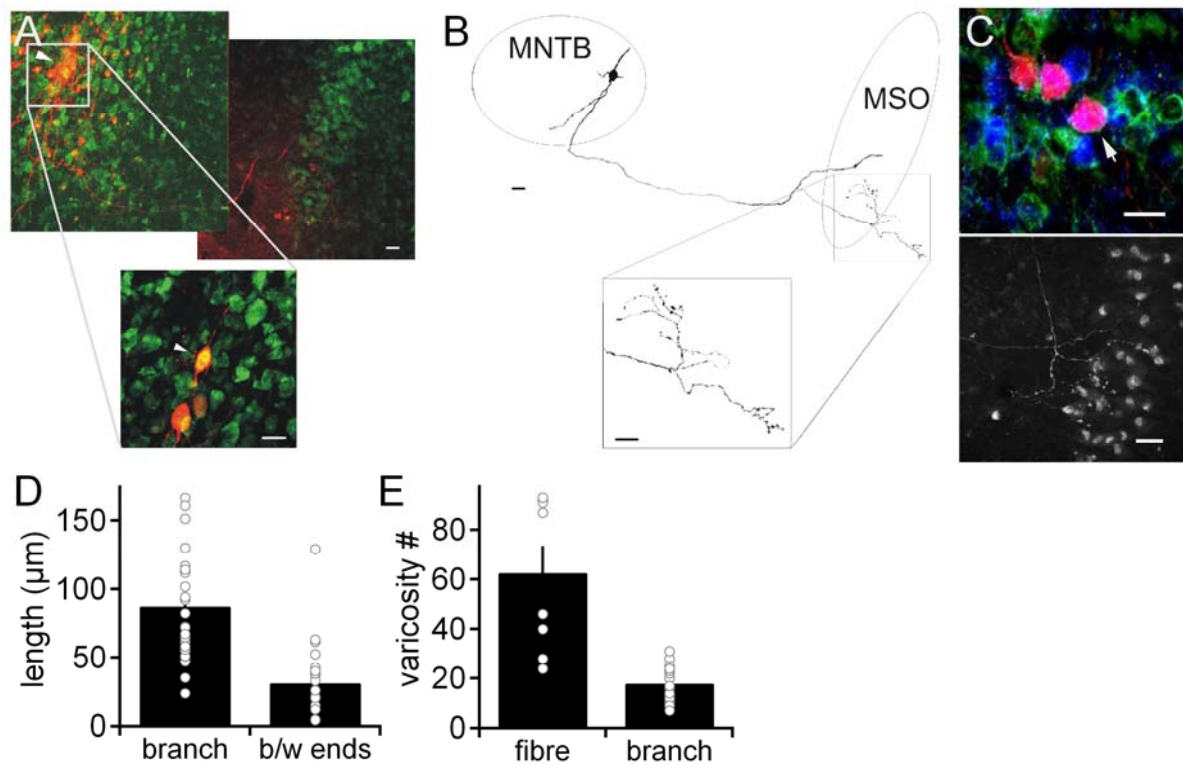 A
B
MNTB
MSO
C
D
length (µm)
150
100
50
0
branch
b/w ends
E
varicosity #
80
60
40
20
0
fibre
branch